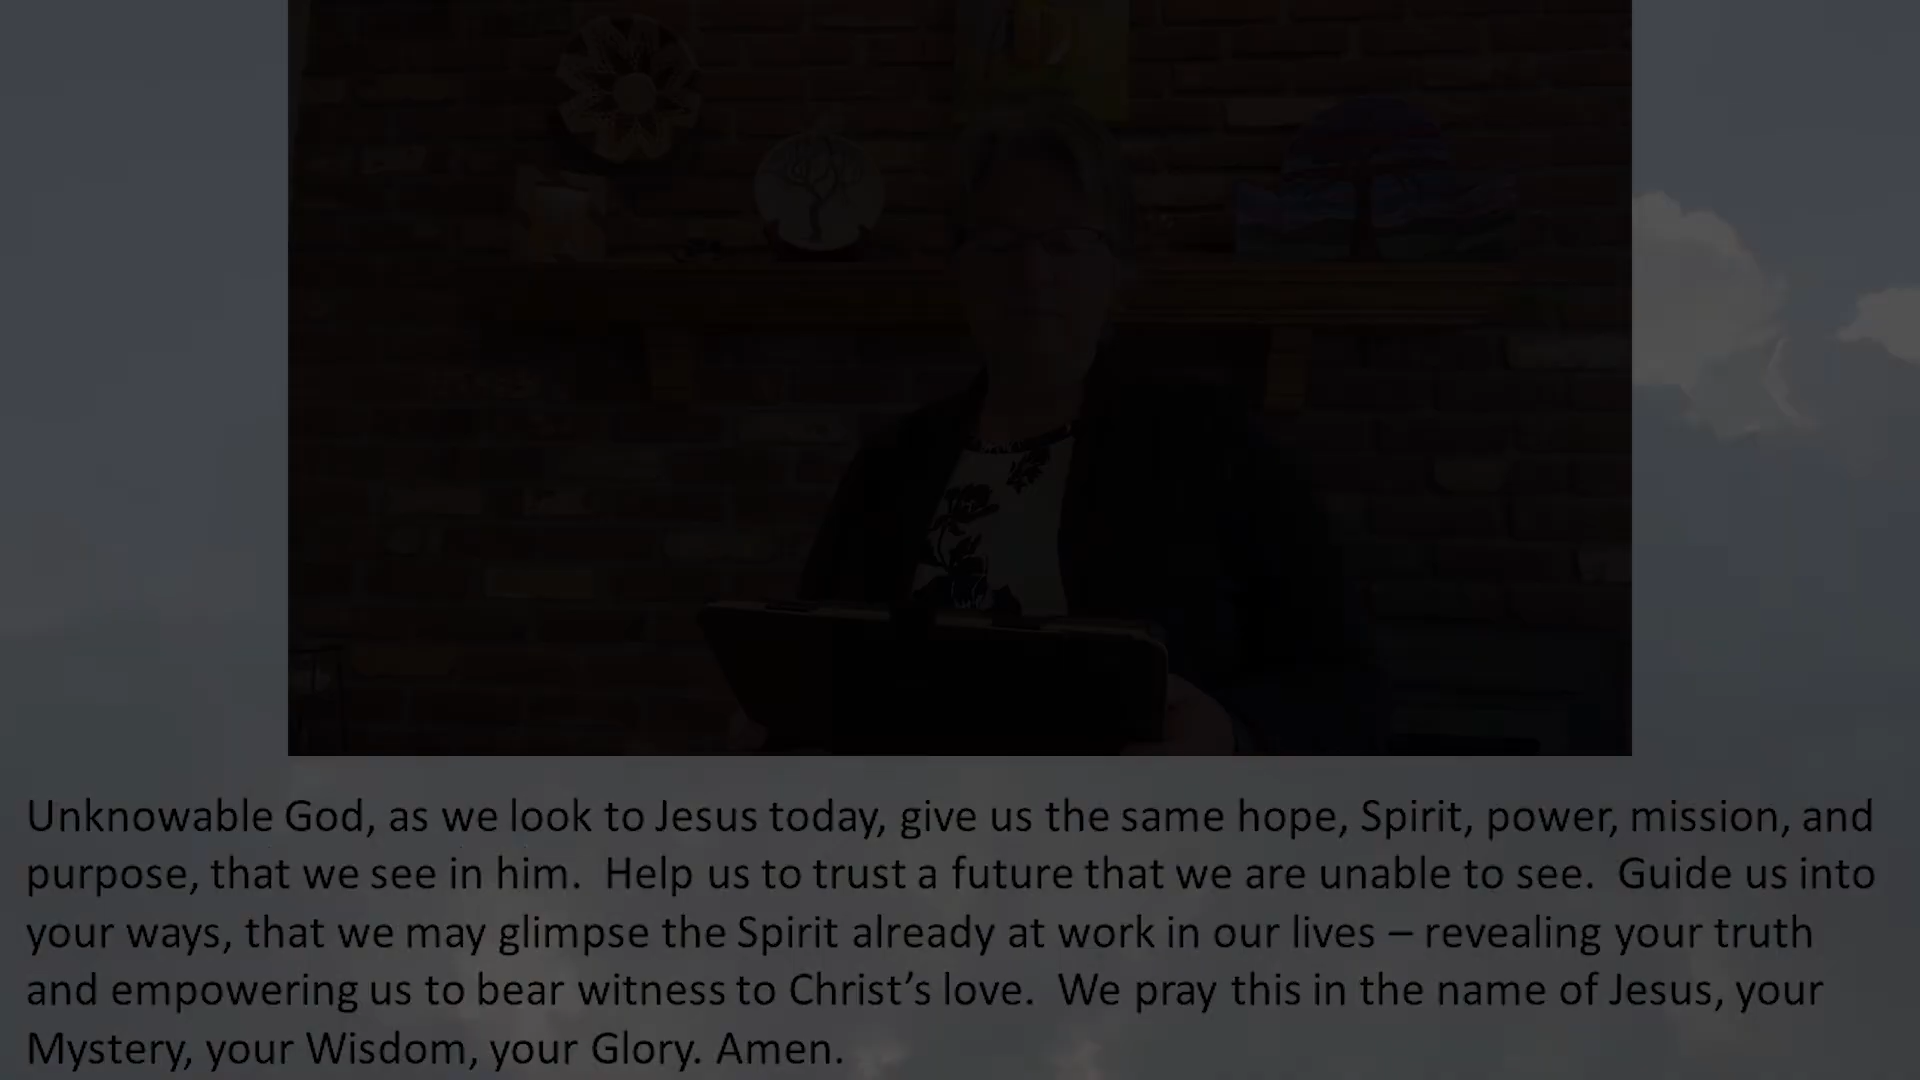 Unknowable God, as we look to Jesus today, give us the same hope, Spirit, power, mission, and
purpose, that we see in him.  Help us to trust a future that we are unable to see.  Guide us into
your ways, that we may glimpse the Spirit already at work in our lives – revealing your truth
and empowering us to bear witness to Christ’s love.  We pray this in the name of Jesus, your
Mystery, your Wisdom, your Glory. Amen.